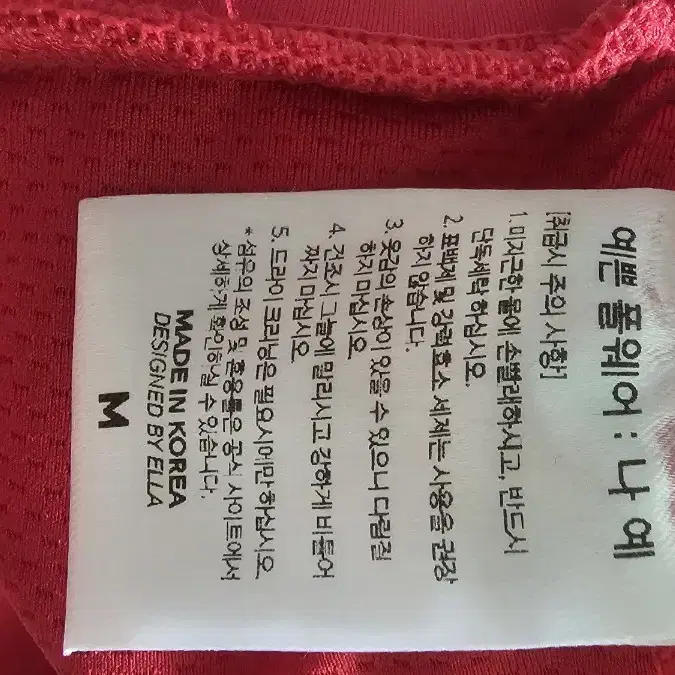 예쁜 폴웨어 : 나 예
[취급시 주의 사항]
1. 미지근한 물에 손빨래하시고, 반드시
단독세탁 하십시오.
2. 표백제 및 강력효소 세제는 사용을 권장
하지 않습니다.
3. 옷감의 손상이 있을 수 있으니 다림질
하지 마십시오
4. 건조시 그늘에 말리시고 강하게 비틀어
짜지 마십시오.
5. 드라이 크리닝은 필요시에만 하십시오
*섬유의 조성 및 혼용률은 공식 사이트에서
상세하게 확인하실 수 있습니다.
MADE IN KOREA
DESIGNED BY ELLA
M